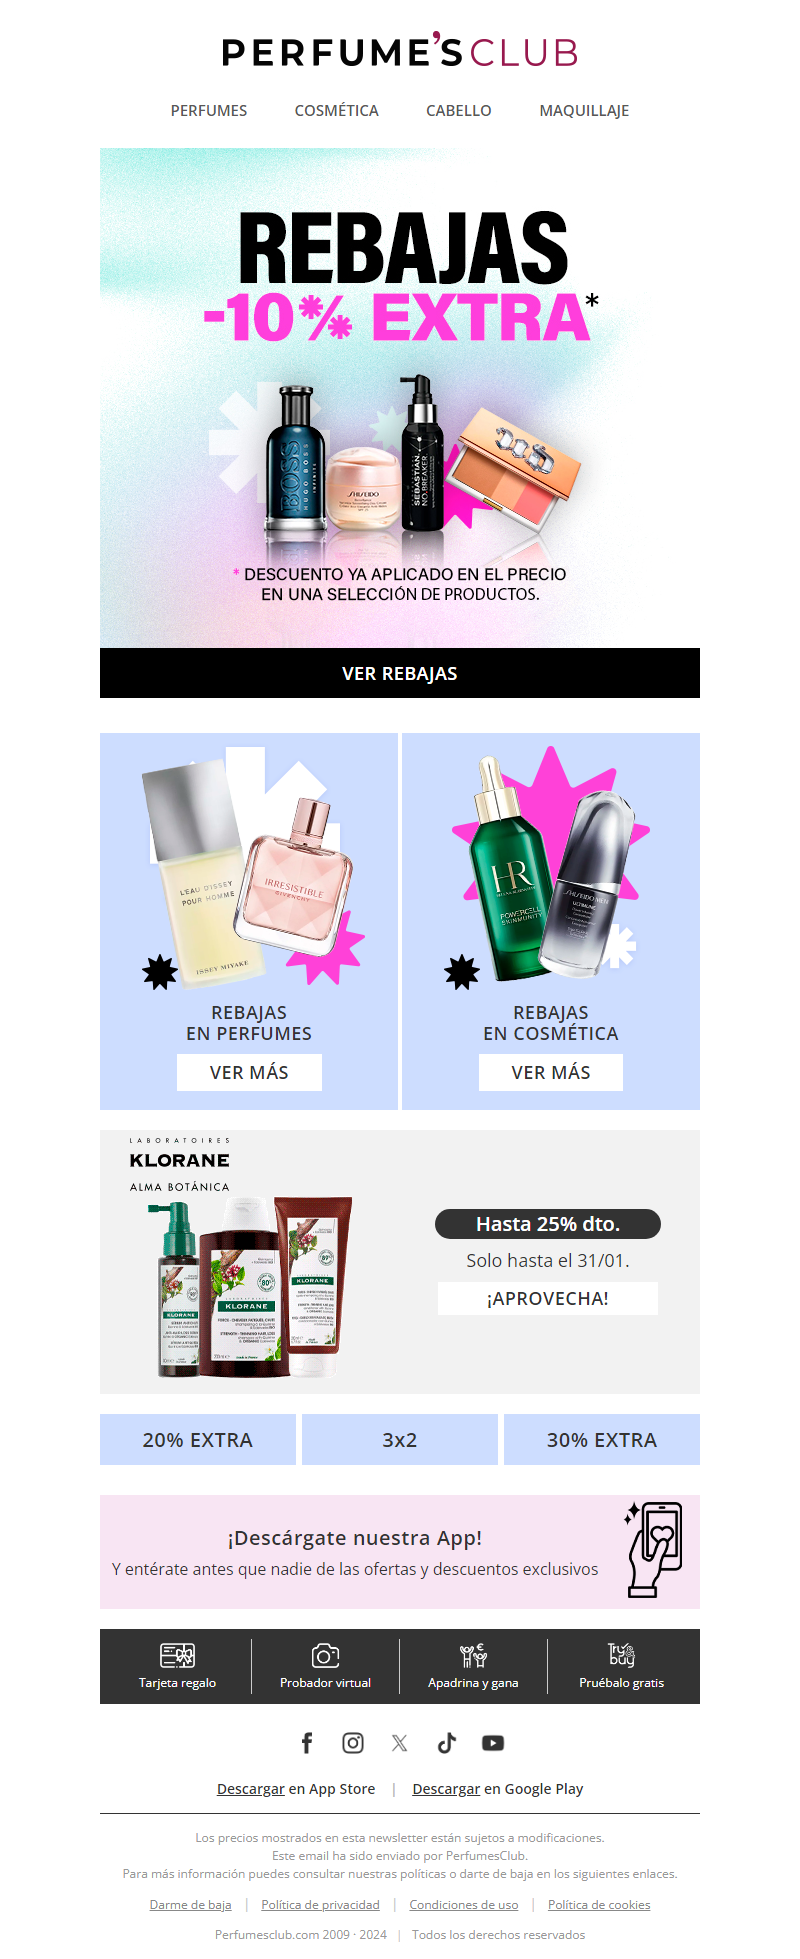 PERFUME'S CLUB
PERFUMES COSMÉTICA CABELLO MAQUILLAJE
REBAJAS
-10% EXTRA*
BOSS
HUGO BOSS
INFINITE
SHISEIDO
SEBASTIAN
NO.BREAKER
* DESCUENTO YA APLICADO EN EL PRECIO
EN UNA SELECCIÓN DE PRODUCTOS.
VER REBAJAS
L'EAU D'ISSEY
POUR HOMME
ISSEY MIYAKE
IRRESISTIBLE
GIVENCHY
HR
HELENA RUBINSTEIN
POWERCELL
SKINMUNITY
SHISEIDO MEN
ULTIMUNE
REBAJAS
EN PERFUMES
VER MÁS
REBAJAS
EN COSMÉTICA
VER MÁS
LABORATOIRES
KLORANE
ALMA BOTÁNICA
KLORANE
KLORANE
KLORANE
Hasta 25% dto.
Solo hasta el 31/01.
¡APROVECHA!
20% EXTRA
3x2
30% EXTRA
¡Descárgate nuestra App!
Y entérate antes que nadie de las ofertas y descuentos exclusivos
Try & buy
Tarjeta regalo
Probador virtual
Apadrina y gana
Pruébalo gratis
Descargar en App Store | Descargar en Google Play
Los precios mostrados en esta newsletter están sujetos a modificaciones.
Este email ha sido enviado por PerfumesClub.
Para más información puedes consultar nuestras políticas o darte de baja en los siguientes enlaces.
Darme de baja | Política de privacidad | Condiciones de uso | Política de cookies
Perfumesclub.com 2009 · 2024 | Todos los derechos reservados